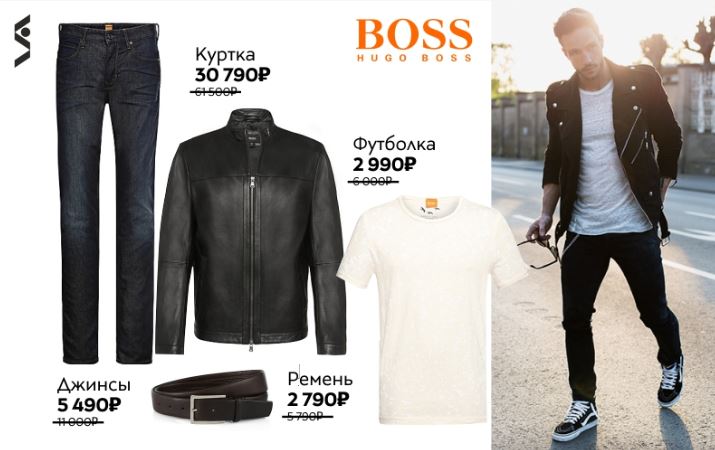 BOSS
HUGO BOSS
Куртка
30 790₽
61 500₽
Футболка
2 990₽
6 000₽
Джинсы
5 490₽
11 000₽
Ремень
2 790₽
5 790₽